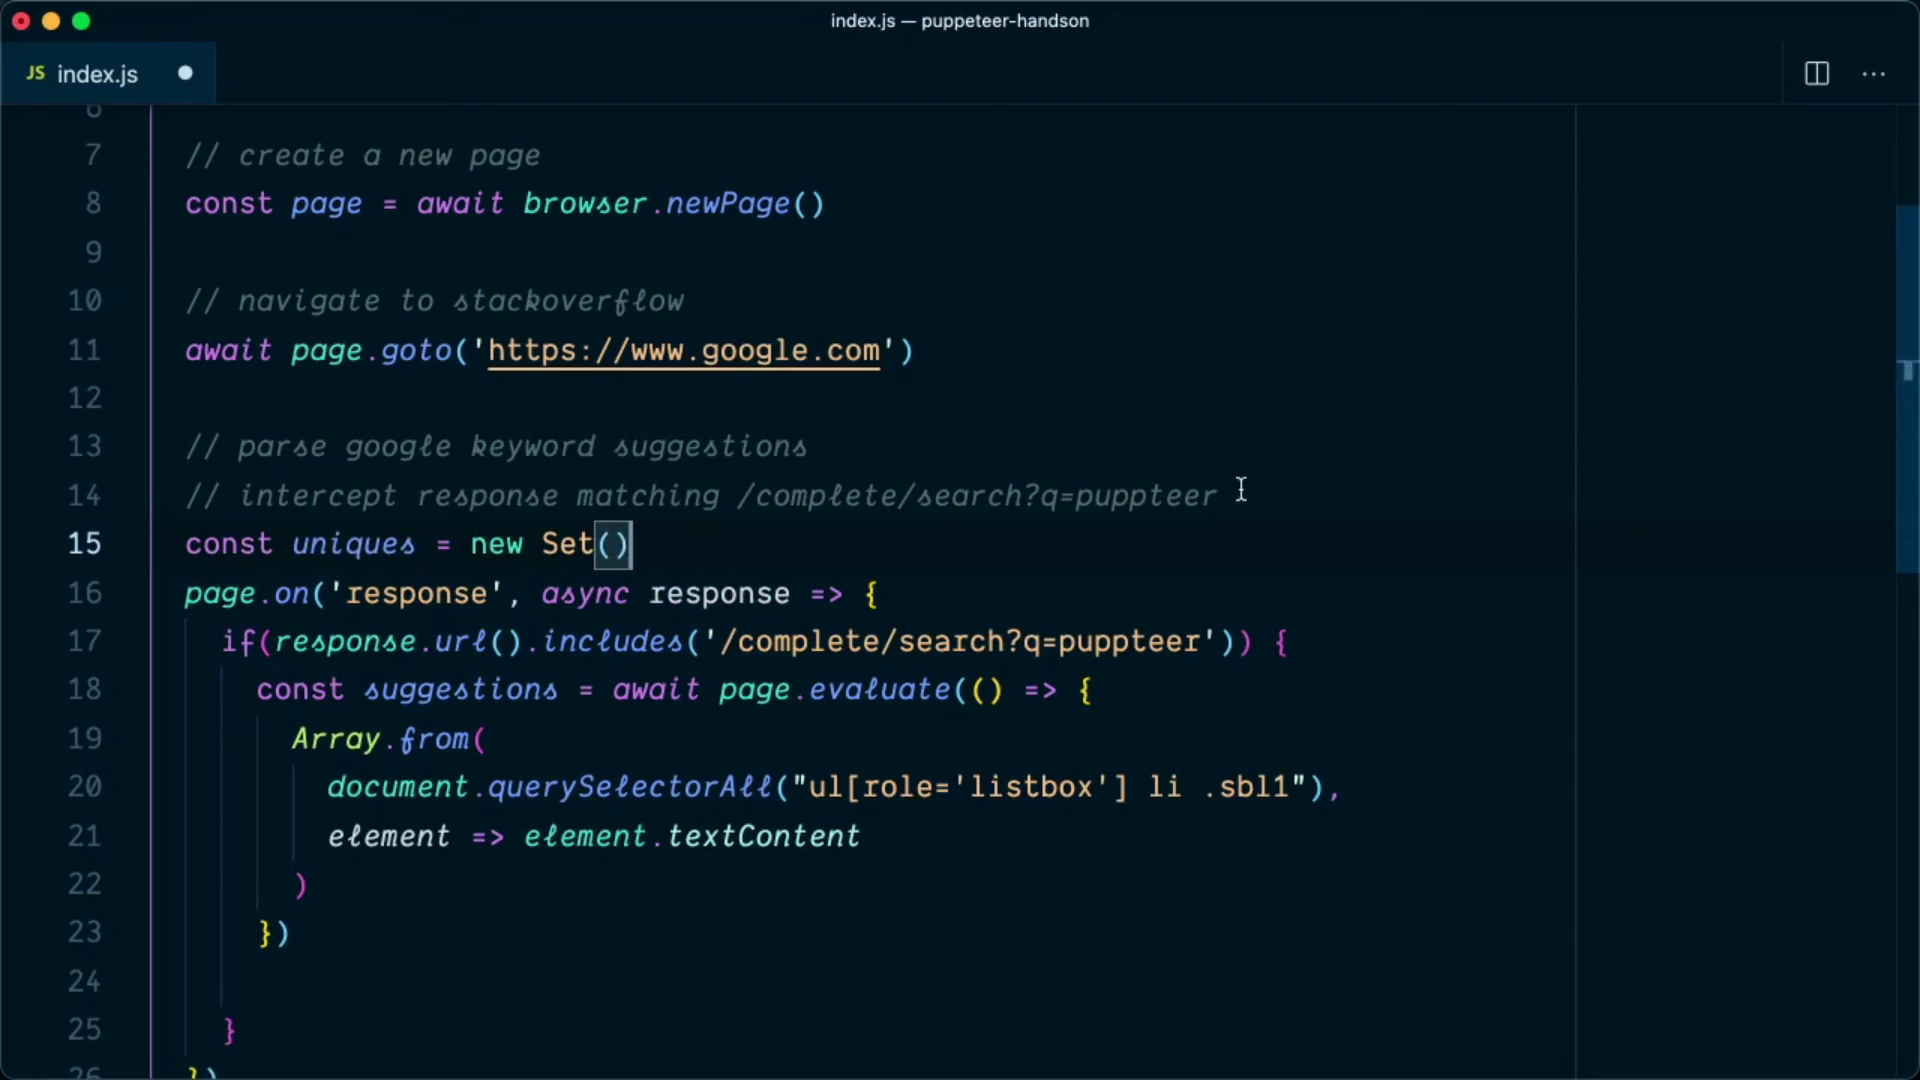 index.js — puppeteer-handson
JS index.js
6
7 // create a new page
8 const page = await browser.newPage()
9
10 // navigate to stackoverflow
11 await page.goto('https://www.google.com')
12
13 // parse google keyword suggestions
14 // intercept response matching /complete/search?q=puppteer
15 const uniques = new Set()
16 page.on('response', async response => {
17 if(response.url().includes('/complete/search?q=puppteer')) {
18 const suggestions = await page.evaluate(() => {
19 Array.from(
20 document.querySelectorAll("ul[role='listbox'] li .sbl1"),
21 element => element.textContent
22 )
23 })
24
25 }
26 })